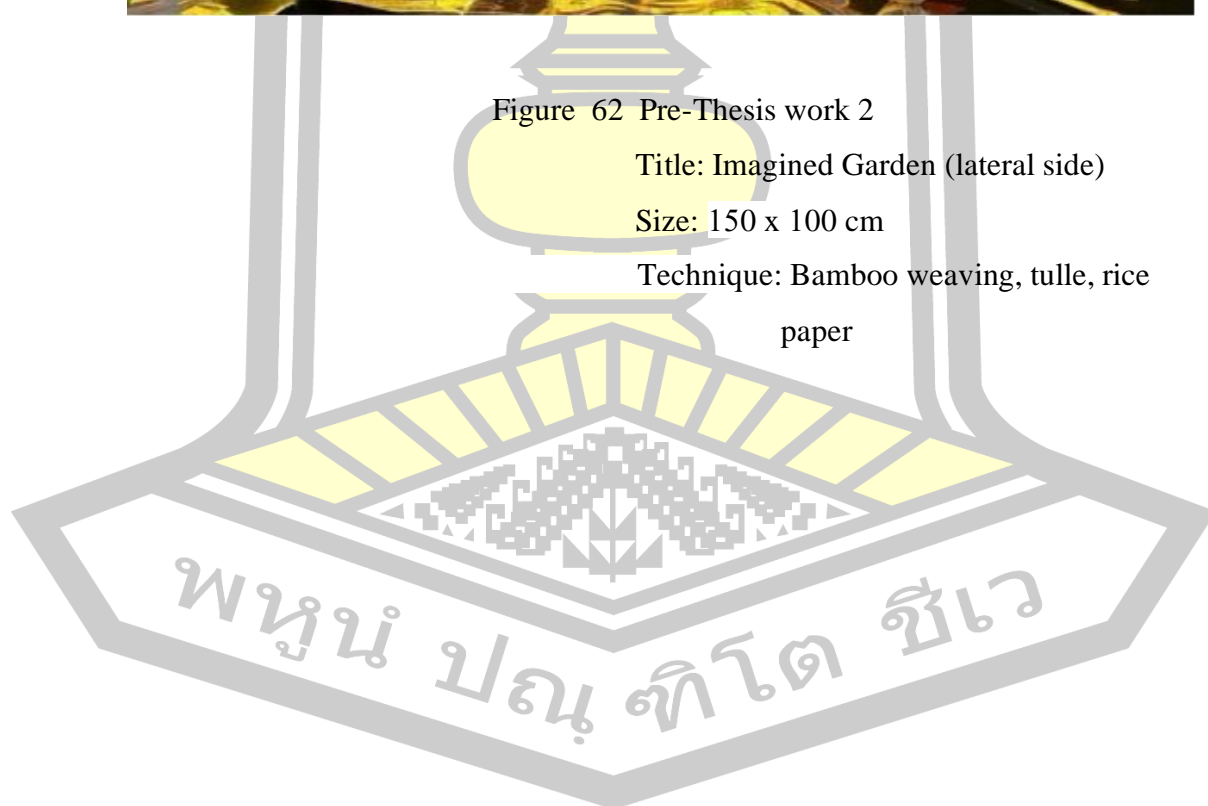 Figure 62 Pre-Thesis work 2
Title: Imagined Garden (lateral side)
Size: 150 x 100 cm
Technique: Bamboo weaving, tulle, rice
paper
พหูนํ ปณฺฑิโต ชีเว